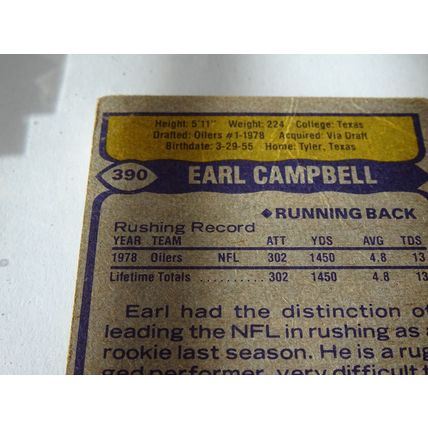 Height: 5'11" Weight: 224 College: Texas
Drafted: Oilers #1-1978 Acquired: Via Draft
Birthdate: 3-29-55 Home: Tyler, Texas
390 EARL CAMPBELL
◆RUNNING BACK
Rushing Record
YEAR TEAM ATT YDS AVG TDS
1978 Oilers NFL 302 1450 4.8 13
Lifetime Totals 302 1450 4.8 13
Earl had the distinction of
leading the NFL in rushing as a
rookie last season. He is a rug-
ged performer, very difficult